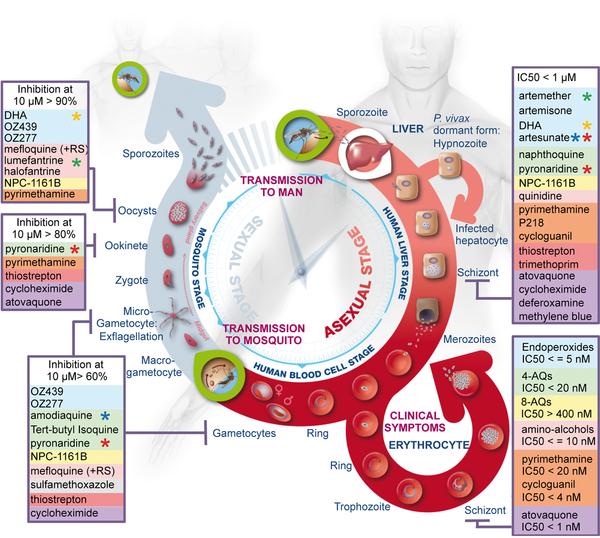 Inhibition at
10 µM > 90%
DHA *
OZ439
OZ277
mefloquine (+RS)
lumefantrine *
halofantrine
NPC-1161B
pyrimethamine
Inhibition at
10 µM > 80%
pyronaridine *
pyrimethamine
thiostrepton
cycloheximide
atovaquone
Inhibition at
10 µM> 60%
OZ439
OZ277
amodiaquine *
Tert-butyl Isoquine
pyronaridine *
NPC-1161B
mefloquine (+RS)
sulfamethoxazole
thiostrepton
cycloheximide
Sporozoites
Oocysts
Ookinete
Zygote
Micro-
Gametocyte:
Exflagellation
Macro-
gametocyte
Gametocytes
Salivary gland
MOSQUITO STAGE
SEXUAL STAGE
TRANSMISSION
TO MAN
TRANSMISSION
TO MOSQUITO
ASEXUAL STAGE
HUMAN LIVER STAGE
HUMAN BLOOD CELL STAGE
Sporozoite
LIVER
P. vivax
dormant form:
Hypnozoite
Infected
hepatocyte
Schizont
Merozoites
CLINICAL
SYMPTOMS
ERYTHROCYTE
Ring
Ring
Trophozoite
Schizont
♀ ♂
IC50 < 1 µM
artemether *
artemisone
DHA *
artesunate **
naphthoquine
pyronaridine *
NPC-1161B
quinidine
pyrimethamine
P218
cycloguanil
thiostrepton
trimethoprim
atovaquone
cycloheximide
deferoxamine
methylene blue
Endoperoxides
IC50 < = 5 nM
4-AQs
IC50 < 20 nM
8-AQs
IC50 > 400 nM
amino-alcohols
IC50 < = 10 nM
pyrimethamine
IC50 < 20 nM
cycloguanil
IC50 < 4 nM
atovaquone
IC50 < 1 nM